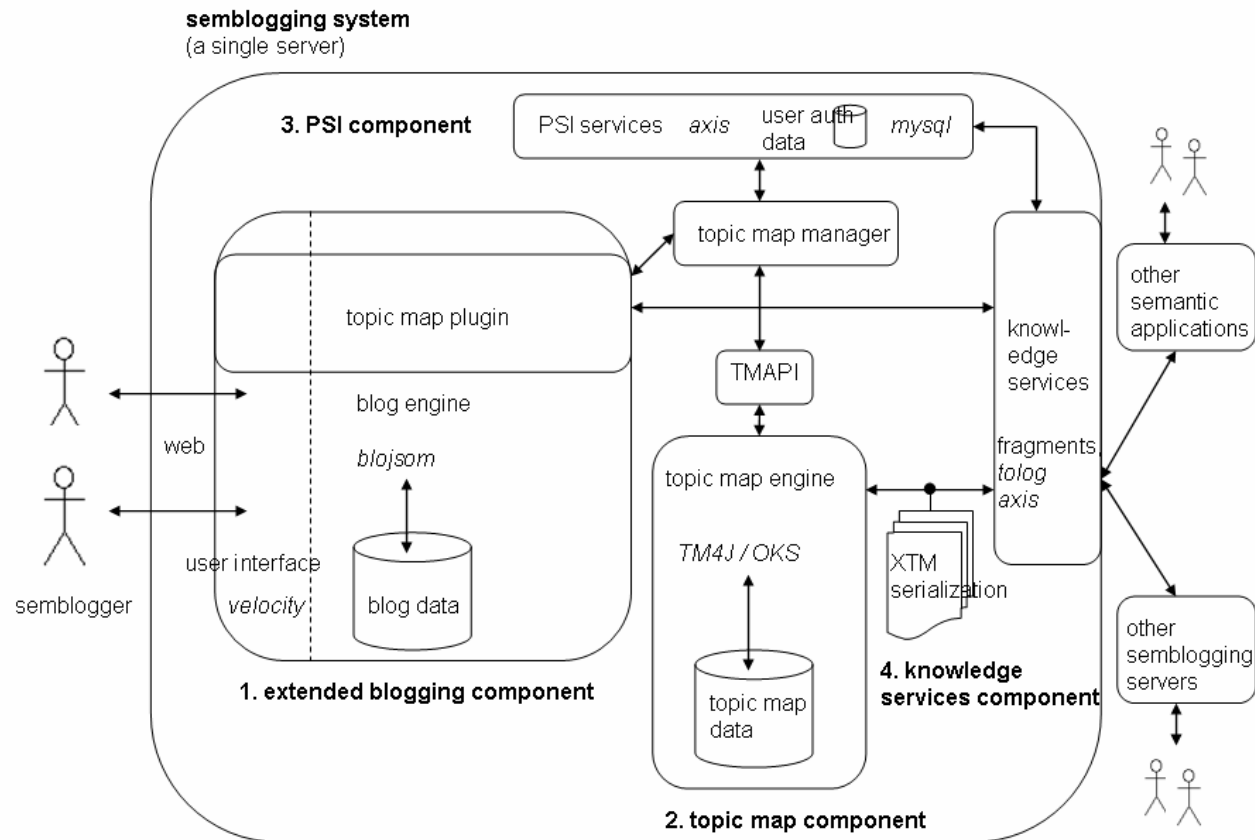 semblogging system
(a single server)
3. PSI component
PSI services axis user auth data mysql
topic map manager
topic map plugin
TMAPI
blog engine
blojsom
web
user interface
velocity
blog data
semblogger
1. extended blogging component
topic map engine
TM4J / OKS
topic map
data
2. topic map component
XTM
serialization
4. knowledge
services component
knowl-
edge
services
fragments
tolog
axis
other
semantic
applications
other
semblogging
servers